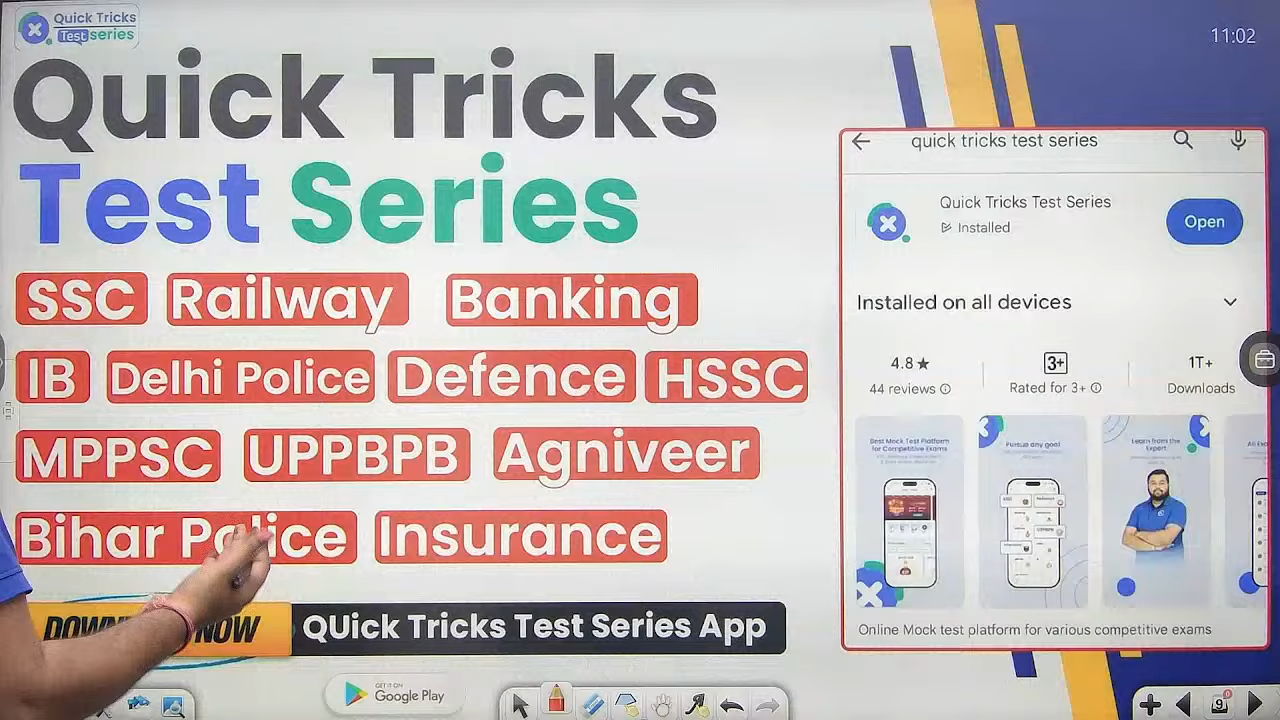 Quick Tricks
Test series
11:02
Quick Tricks
Test Series
SSC Railway Banking
IB Delhi Police Defence HSSC
MPPSC UPPBPB Agniveer
Bihar Police Insurance
NOW
QUick Tricks Test Series App
GET IT ON
Google Play
quick tricks test series
Quick Tricks Test Series
Installed
Open
Installed on all devices
4.8★
44 reviews
3+
Rated for 3+
1T+
Downloads
Best Mock Test Platform
for Competitive Exams
Pursue any goal
Learn from the
Expert
Online Mock test platform for various competitive exams
9